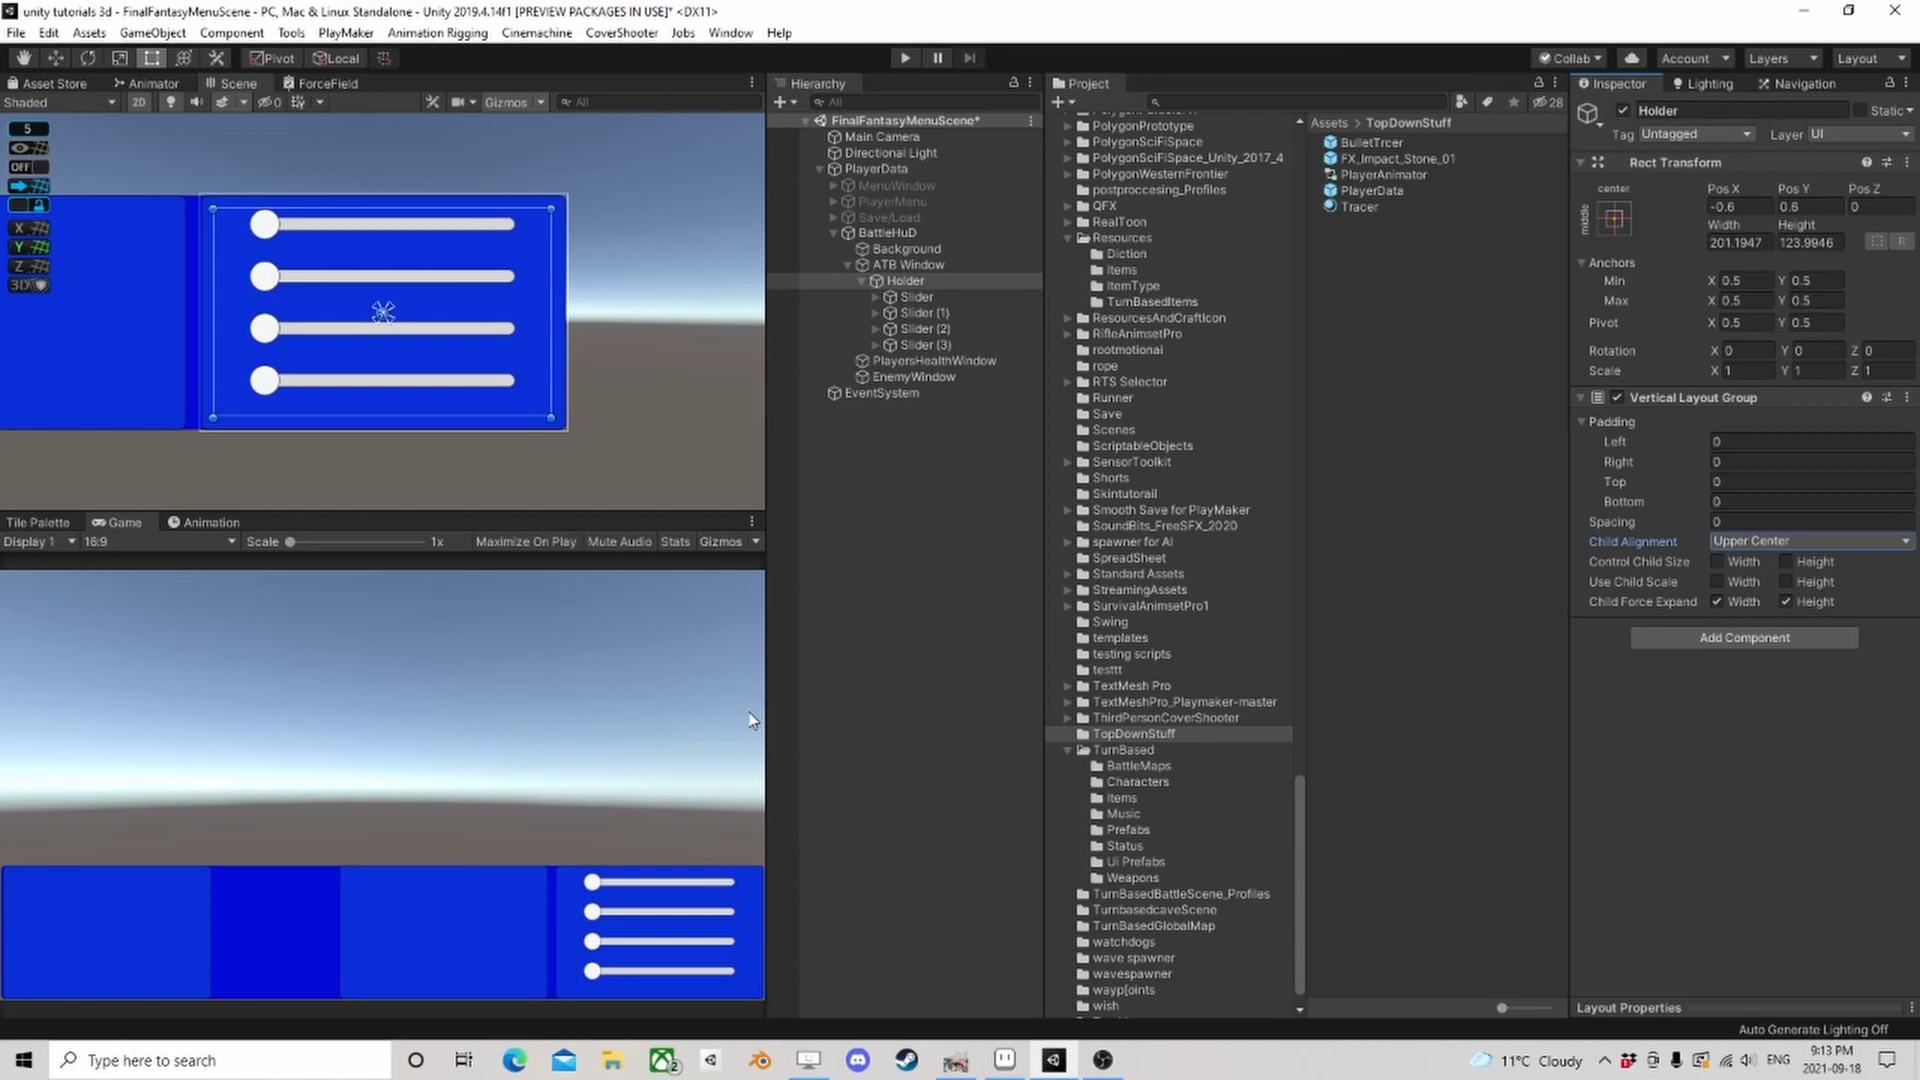 unity tutorials 3d - FinalFantasyMenuScene - PC, Mac & Linux Standalone - Unity 2019.4.14f1 [PREVIEW PACKAGES IN USE]* <DX11>
File Edit Assets GameObject Component Tools PlayMaker Animation Rigging Cinemachine CoverShooter Jobs Window Help
Pivot Local Collab Account Layers Layout
Asset Store Animator Scene ForceField
Shaded 2D 0 Gizmos All
5
OFF
X
Y
Z
3D
Tile Palette Game Animation
Display 1 16:9 Scale 1x Maximize On Play Mute Audio Stats Gizmos
Hierarchy
All
FinalFantasyMenuScene*
Main Camera
Directional Light
PlayerData
MenuWindow
PlayerMenu
Save/Load
BattleHuD
Background
ATB Window
Holder
Slider
Slider (1)
Slider (2)
Slider (3)
PlayersHealthWindow
EnemyWindow
EventSystem
Project
28
PolygonPrototype
PolygonSciFiSpace
PolygonSciFiSpace_Unity_2017_4
PolygonWesternFrontier
postproccesing_Profiles
QFX
RealToon
Resources
Diction
Items
ItemType
TurnBasedItems
ResourcesAndCraftIcon
RifleAnimsetPro
rootmotionai
rope
RTS Selector
Runner
Save
Scenes
ScriptableObjects
SensorToolkit
Shorts
Skintutorail
Smooth Save for PlayMaker
SoundBits_FreeSFX_2020
spawner for AI
SpreadSheet
Standard Assets
StreamingAssets
SurvivalAnimsetPro1
Swing
templates
testing scripts
testtt
TextMesh Pro
TextMeshPro_Playmaker-master
ThirdPersonCoverShooter
TopDownStuff
TurnBased
BattleMaps
Characters
Items
Music
Prefabs
Status
Ui Prefabs
Weapons
TurnBasedBattleScene_Profiles
TurnbasedcaveScene
TurnBasedGlobalMap
watchdogs
wave spawner
wavespawner
wayp[oints
wish
Assets > TopDownStuff
BulletTrcer
FX_Impact_Stone_01
PlayerAnimator
PlayerData
Tracer
Inspector Lighting Navigation
Holder Static
Tag Untagged Layer UI
Rect Transform
center
middle
Pos X Pos Y Pos Z
-0.6 0.6 0
Width Height
201.1947 123.9946 R
Anchors
Min X 0.5 Y 0.5
Max X 0.5 Y 0.5
Pivot X 0.5 Y 0.5
Rotation X 0 Y 0 Z 0
Scale X 1 Y 1 Z 1
Vertical Layout Group
Padding
Left 0
Right 0
Top 0
Bottom 0
Spacing 0
Child Alignment Upper Center
Control Child Size Width Height
Use Child Scale Width Height
Child Force Expand Width Height
Add Component
Layout Properties
Auto Generate Lighting Off
Type here to search
2
11°C Cloudy
ENG
9:13 PM
2021-09-18